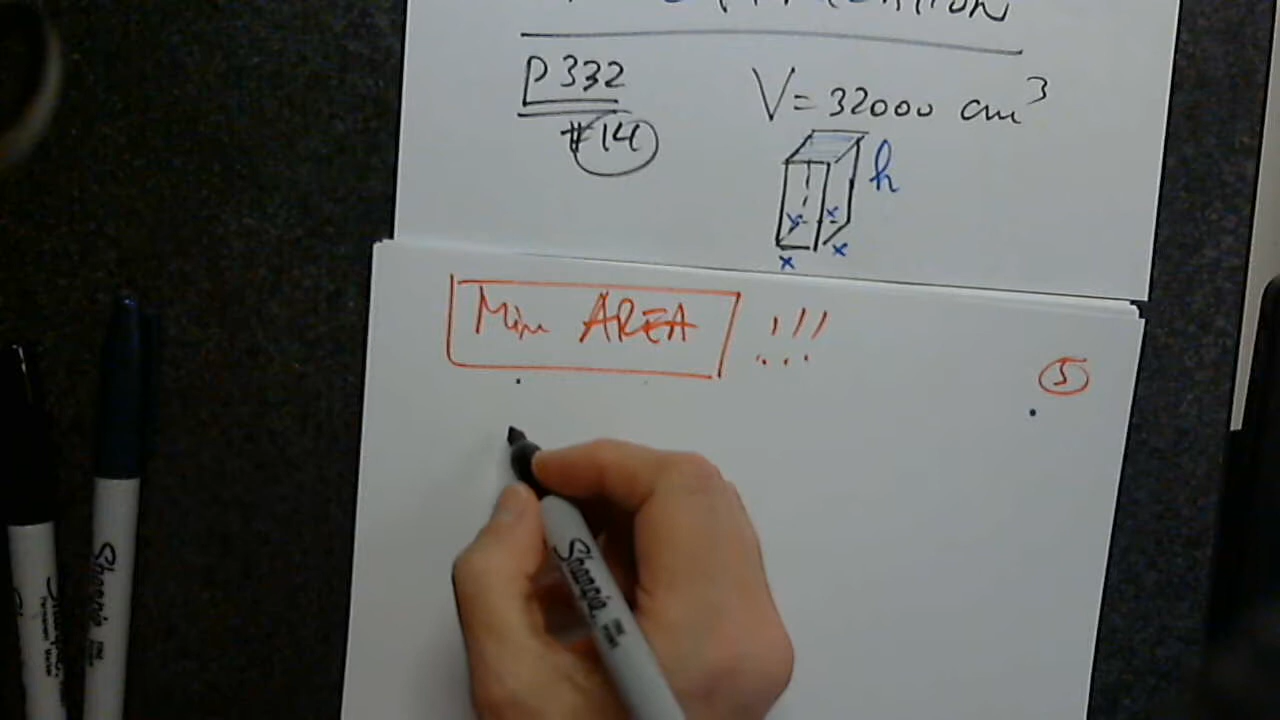 P332
#14
V = 32000 cm³
h
x x
x x
Min AREA !!!
5
Sharpie
Sharpie